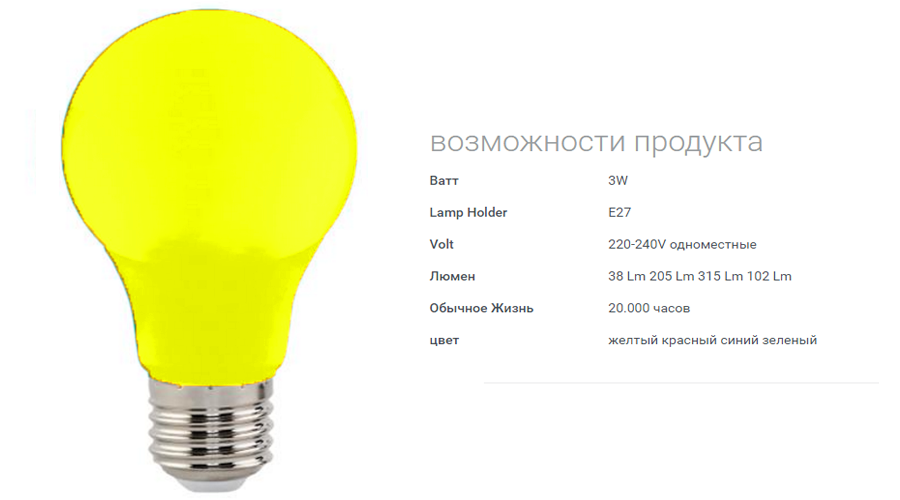 возможности продукта
Ватт 3W
Lamp Holder E27
Volt 220-240V одноместные
Люмен 38 Lm 205 Lm 315 Lm 102 Lm
Обычное Жизнь 20.000 часов
цвет желтый красный синий зеленый